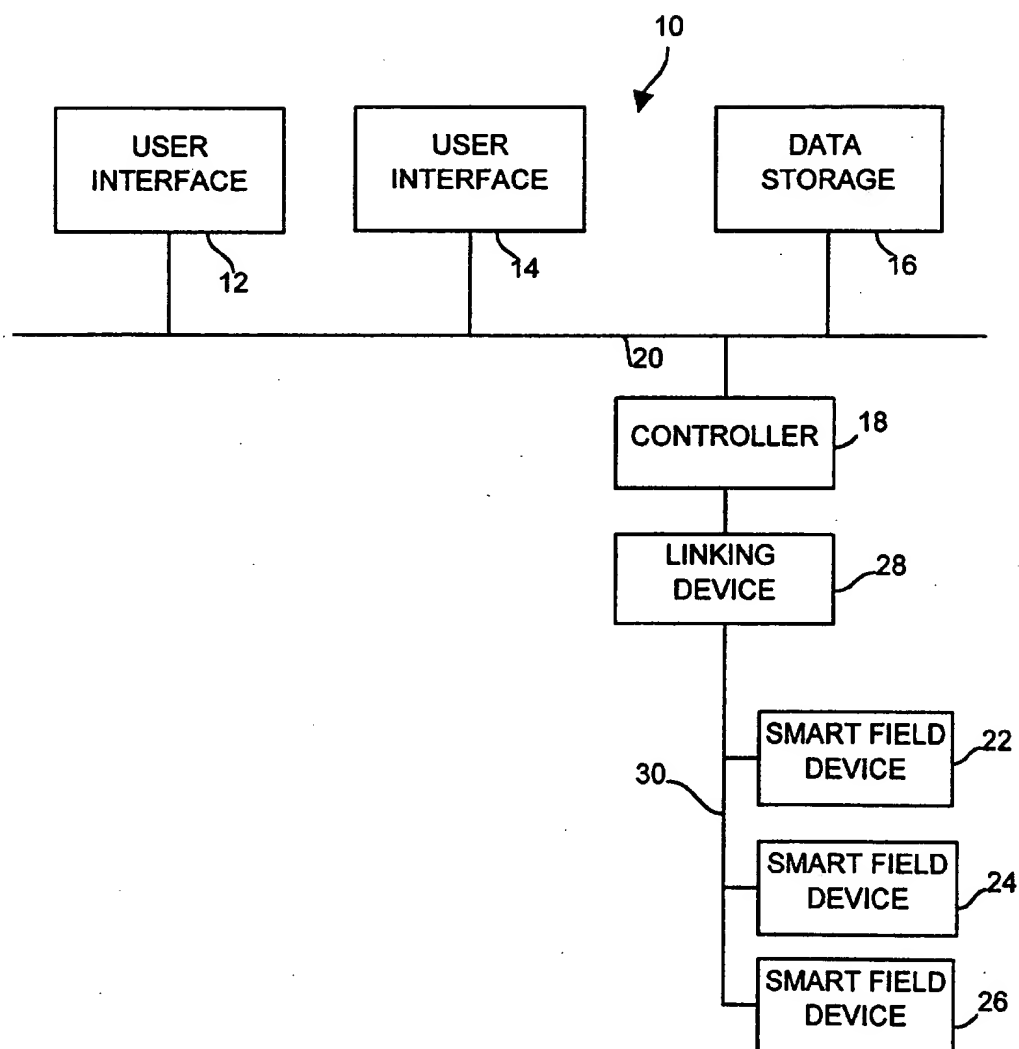 10
USER
INTERFACE
USER
INTERFACE
DATA
STORAGE
12
14
16
20
CONTROLLER
18
LINKING
DEVICE
28
SMART FIELD
DEVICE
22
30
SMART FIELD
DEVICE
24
SMART FIELD
DEVICE
26